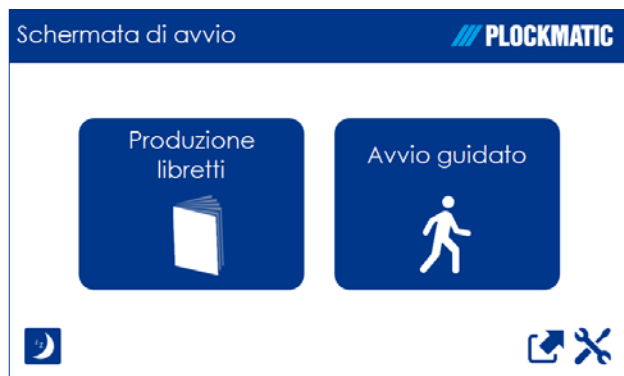 Schermata di avvio
PLOCKMATIC
Produzione
libretti
Avvio guidato